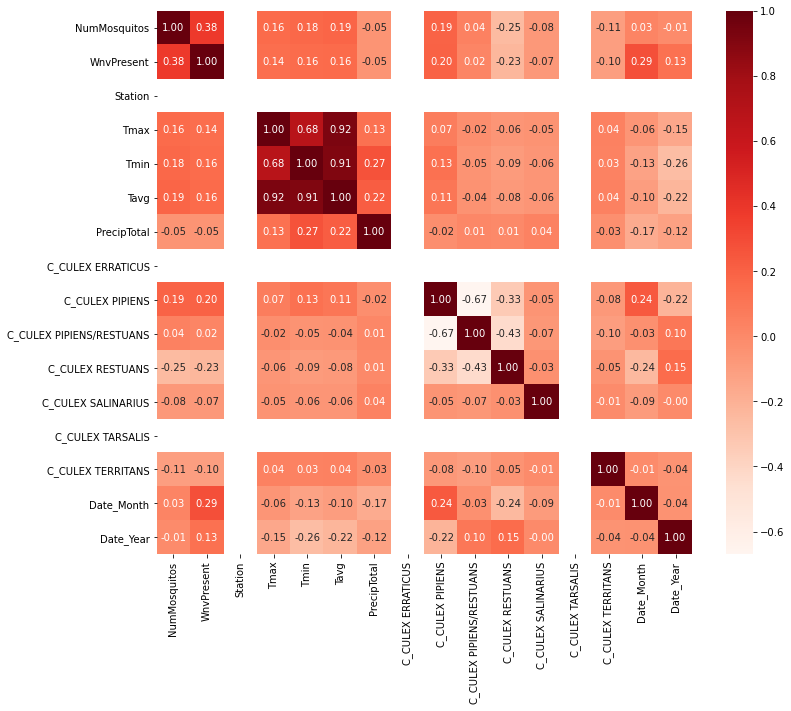 NumMosquitos 1.00 0.38 0.16 0.18 0.19 -0.05 0.19 0.04 -0.25 -0.08 -0.11 0.03 -0.01
WnvPresent 0.38 1.00 0.14 0.16 0.16 -0.05 0.20 0.02 -0.23 -0.07 -0.10 0.29 0.13
Station
Tmax 0.16 0.14 1.00 0.68 0.92 0.13 0.07 -0.02 -0.06 -0.05 0.04 -0.06 -0.15
Tmin 0.18 0.16 0.68 1.00 0.91 0.27 0.13 -0.05 -0.09 -0.06 0.03 -0.13 -0.26
Tavg 0.19 0.16 0.92 0.91 1.00 0.22 0.11 -0.04 -0.08 -0.06 0.04 -0.10 -0.22
PrecipTotal -0.05 -0.05 0.13 0.27 0.22 1.00 -0.02 0.01 0.01 0.04 -0.03 -0.17 -0.12
C_CULEX ERRATICUS
C_CULEX PIPIENS 0.19 0.20 0.07 0.13 0.11 -0.02 1.00 -0.67 -0.33 -0.05 -0.08 0.24 -0.22
C_CULEX PIPIENS/RESTUANS 0.04 0.02 -0.02 -0.05 -0.04 0.01 -0.67 1.00 -0.43 -0.07 -0.10 -0.03 0.10
C_CULEX RESTUANS -0.25 -0.23 -0.06 -0.09 -0.08 0.01 -0.33 -0.43 1.00 -0.03 -0.05 -0.24 0.15
C_CULEX SALINARIUS -0.08 -0.07 -0.05 -0.06 -0.06 0.04 -0.05 -0.07 -0.03 1.00 -0.01 -0.09 -0.00
C_CULEX TARSALIS
C_CULEX TERRITANS -0.11 -0.10 0.04 0.03 0.04 -0.03 -0.08 -0.10 -0.05 -0.01 1.00 -0.01 -0.04
Date_Month 0.03 0.29 -0.06 -0.13 -0.10 -0.17 0.24 -0.03 -0.24 -0.09 -0.01 1.00 -0.04
Date_Year -0.01 0.13 -0.15 -0.26 -0.22 -0.12 -0.22 0.10 0.15 -0.00 -0.04 -0.04 1.00
NumMosquitos
WnvPresent
Station
Tmax
Tmin
Tavg
PrecipTotal
C_CULEX ERRATICUS
C_CULEX PIPIENS
C_CULEX PIPIENS/RESTUANS
C_CULEX RESTUANS
C_CULEX SALINARIUS
C_CULEX TARSALIS
C_CULEX TERRITANS
Date_Month
Date_Year
1.0
0.8
0.6
0.4
0.2
0.0
−0.2
−0.4
−0.6